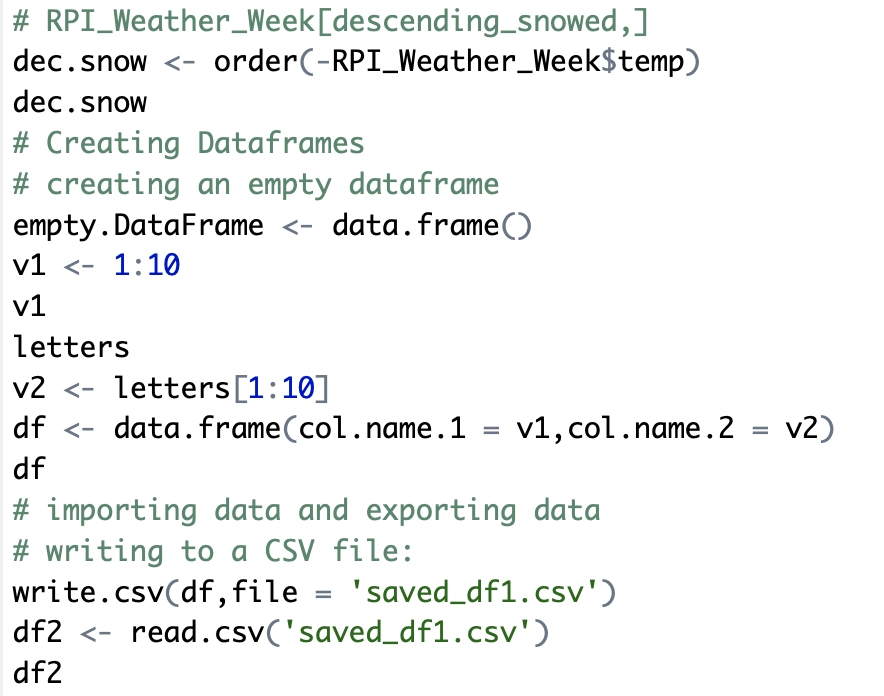 # RPI_Weather_Week[descending_snowed,]
dec.snow <- order(-RPI_Weather_Week$temp)
dec.snow
# Creating Dataframes
# creating an empty dataframe
empty.DataFrame <- data.frame()
v1 <- 1:10
v1
letters
v2 <- letters[1:10]
df <- data.frame(col.name.1 = v1,col.name.2 = v2)
df
# importing data and exporting data
# writing to a CSV file:
write.csv(df,file = 'saved_df1.csv')
df2 <- read.csv('saved_df1.csv')
df2